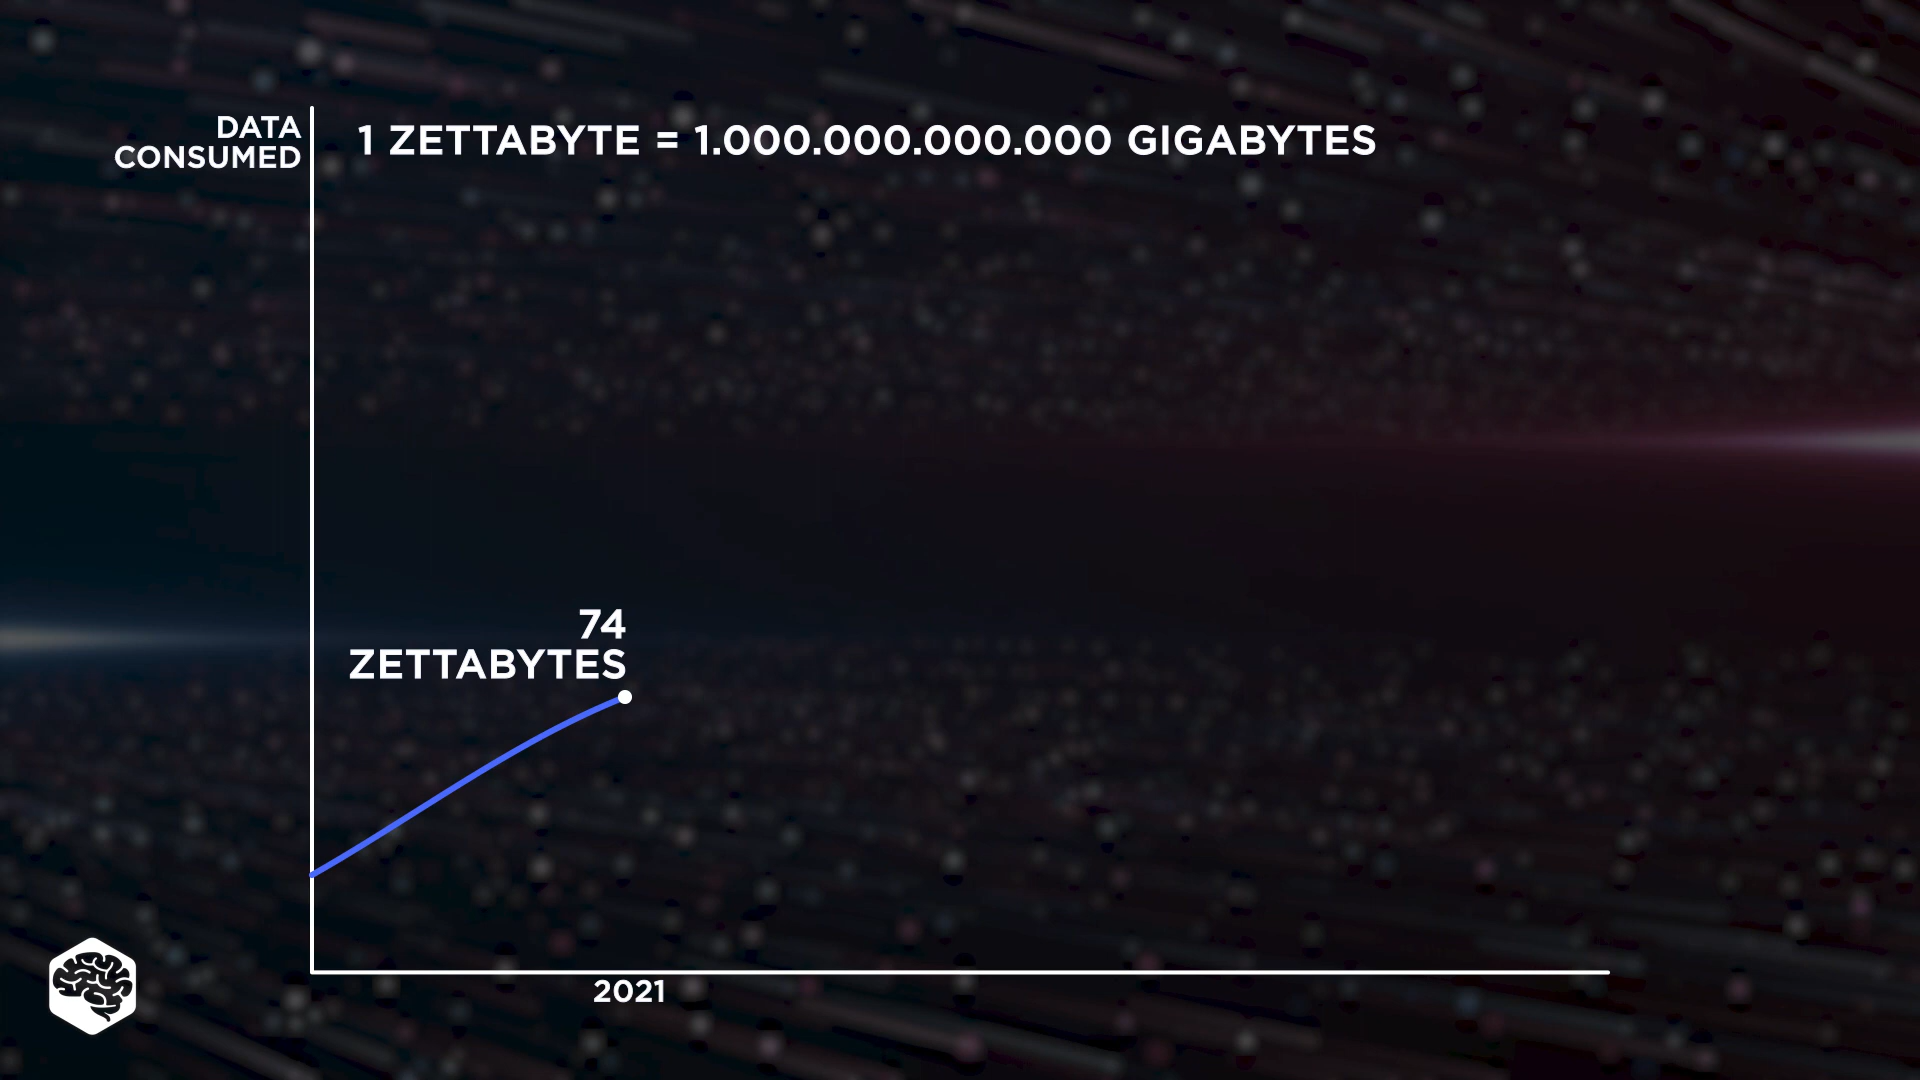 DATA
CONSUMED
1 ZETTABYTE = 1.000.000.000.000 GIGABYTES
74
ZETTABYTES
2021